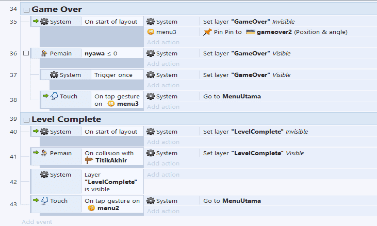 34 Game Over
35 System On start of layout System Set layer "GameOver" Invisible
menu3 Pin Pin to gameover2 (Position & angle)
Add action
36 Pemain nyawa ≤ 0 System Set layer "GameOver" Visible
Add action
37 System Trigger once System Set layer "GameOver" Visible
Add action
38 Touch On tap gesture on menu3 System Go to MenuUtama
Add action
39 Level Complete
40 System On start of layout System Set layer "LevelComplete" Invisible
Add action
41 Pemain On collision with TitikAkhir System Set layer "LevelComplete" Visible
Add action
42 System Layer "LevelComplete" is visible Add action
43 Touch On tap gesture on menu2 System Go to MenuUtama
Add action
Add event